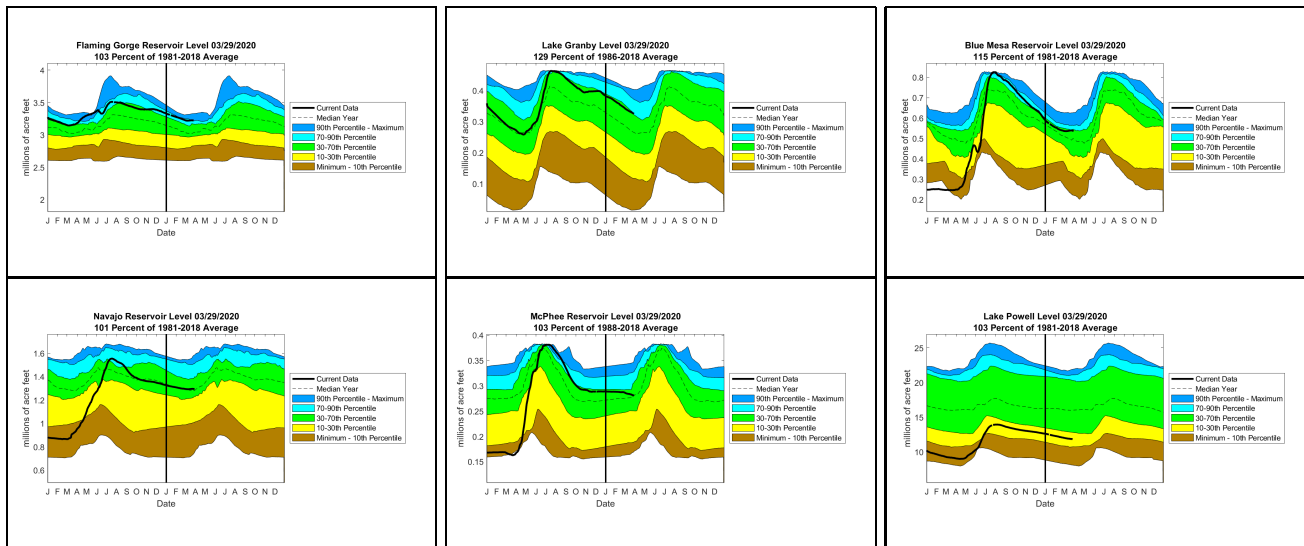 Flaming Gorge Reservoir Level 03/29/2020
103 Percent of 1981-2018 Average
millions of acre feet
4
3.5
3
2.5
2
J F M A M J J A S O N D J F M A M J J A S O N D
Date
Current Data
Median Year
90th Percentile - Maximum
70-90th Percentile
30-70th Percentile
10-30th Percentile
Minimum - 10th Percentile
Lake Granby Level 03/29/2020
129 Percent of 1986-2018 Average
millions of acre feet
0.4
0.3
0.2
0.1
J F M A M J J A S O N D J F M A M J J A S O N D
Date
Current Data
Median Year
90th Percentile - Maximum
70-90th Percentile
30-70th Percentile
10-30th Percentile
Minimum - 10th Percentile
Blue Mesa Reservoir Level 03/29/2020
115 Percent of 1981-2018 Average
millions of acre feet
0.8
0.7
0.6
0.5
0.4
0.3
0.2
J F M A M J J A S O N D J F M A M J J A S O N D
Date
Current Data
Median Year
90th Percentile - Maximum
70-90th Percentile
30-70th Percentile
10-30th Percentile
Minimum - 10th Percentile
Navajo Reservoir Level 03/29/2020
101 Percent of 1981-2018 Average
millions of acre feet
1.6
1.4
1.2
1
0.8
0.6
J F M A M J J A S O N D J F M A M J J A S O N D
Date
Current Data
Median Year
90th Percentile - Maximum
70-90th Percentile
30-70th Percentile
10-30th Percentile
Minimum - 10th Percentile
McPhee Reservoir Level 03/29/2020
103 Percent of 1988-2018 Average
millions of acre feet
0.4
0.35
0.3
0.25
0.2
0.15
J F M A M J J A S O N D J F M A M J J A S O N D
Date
Current Data
Median Year
90th Percentile - Maximum
70-90th Percentile
30-70th Percentile
10-30th Percentile
Minimum - 10th Percentile
Lake Powell Level 03/29/2020
103 Percent of 1981-2018 Average
millions of acre feet
25
20
15
10
J F M A M J J A S O N D J F M A M J J A S O N D
Date
Current Data
Median Year
90th Percentile - Maximum
70-90th Percentile
30-70th Percentile
10-30th Percentile
Minimum - 10th Percentile